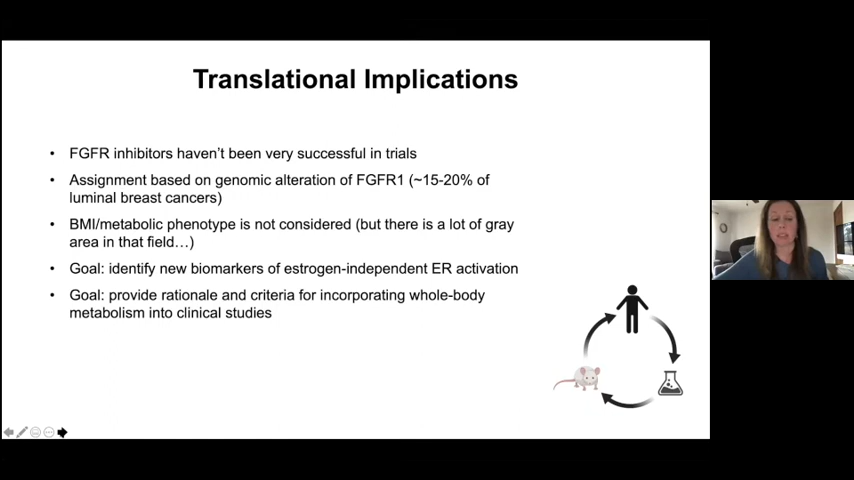 Translational Implications
• FGFR inhibitors haven’t been very successful in trials
• Assignment based on genomic alteration of FGFR1 (~15-20% of
luminal breast cancers)
• BMI/metabolic phenotype is not considered (but there is a lot of gray
area in that field…)
• Goal: identify new biomarkers of estrogen-independent ER activation
• Goal: provide rationale and criteria for incorporating whole-body
metabolism into clinical studies